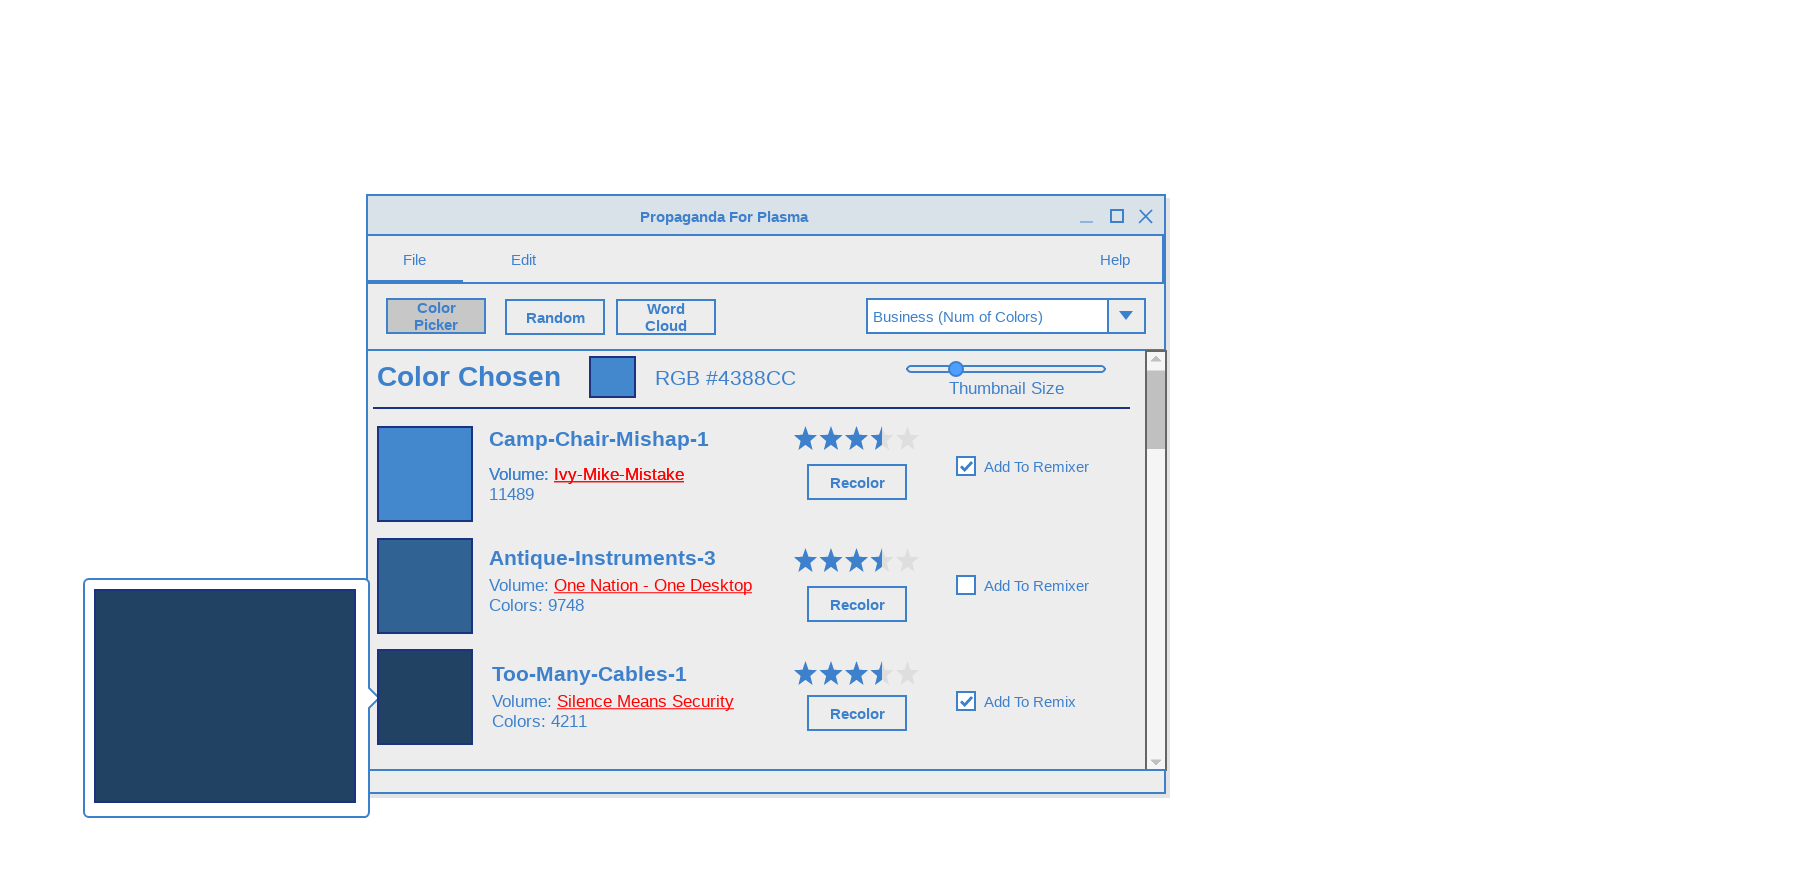 Propaganda For Plasma
File
Edit
Help
Color
Picker
Random
Word
Cloud
Business (Num of Colors)
Color Chosen
RGB #4388CC
Thumbnail Size
Camp-Chair-Mishap-1
Volume: Ivy-Mike-Mistake
11489
Recolor
Add To Remixer
Antique-Instruments-3
Volume: One Nation - One Desktop
Colors: 9748
Recolor
Add To Remixer
Too-Many-Cables-1
Volume: Silence Means Security
Colors: 4211
Recolor
Add To Remix